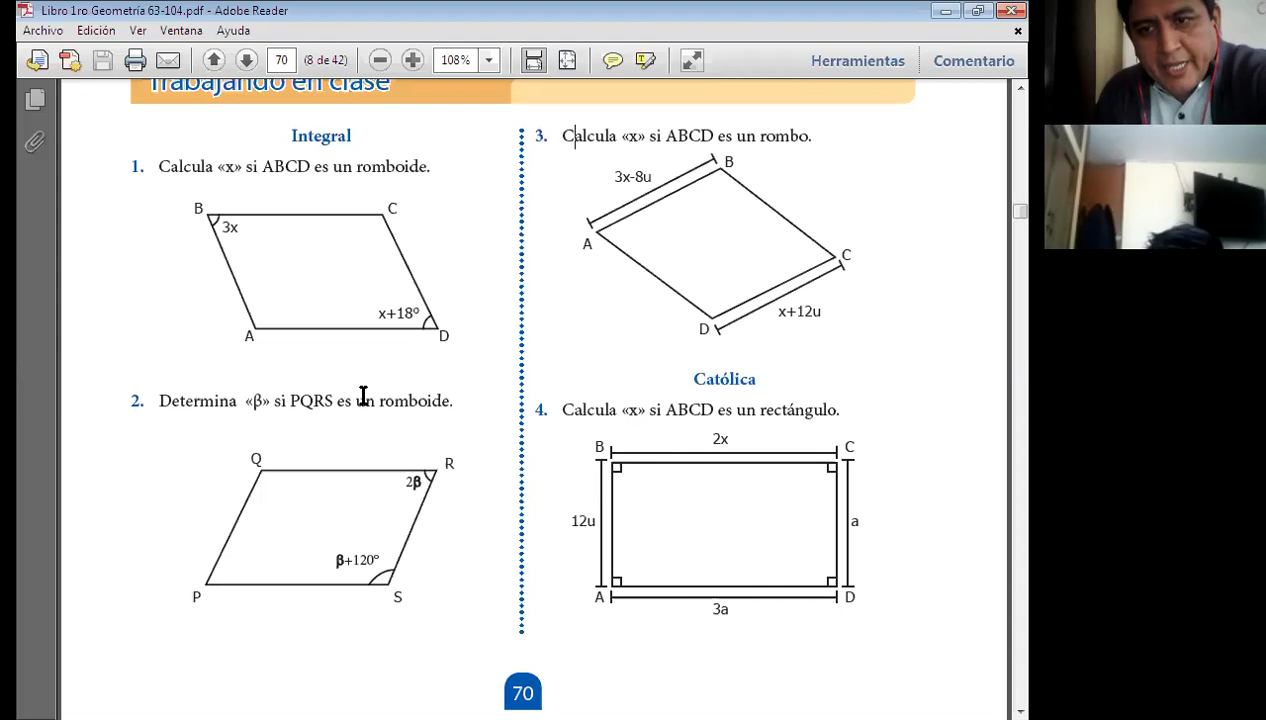 Libro 1ro Geometría 63-104.pdf - Adobe Reader
Archivo Edición Ver Ventana Ayuda
70 (8 de 42) 108% Herramientas Comentario
Trabajando en clase
Integral
1. Calcula «x» si ABCD es un romboide.
B C
3x
x+18°
A D
2. Determina «β» si PQRS es un romboide.
Q R
2β
β+120°
P S
3. Calcula «x» si ABCD es un rombo.
B
3x-8u
A
C
x+12u
D
Católica
4. Calcula «x» si ABCD es un rectángulo.
2x
B C
12u a
A D
3a
70